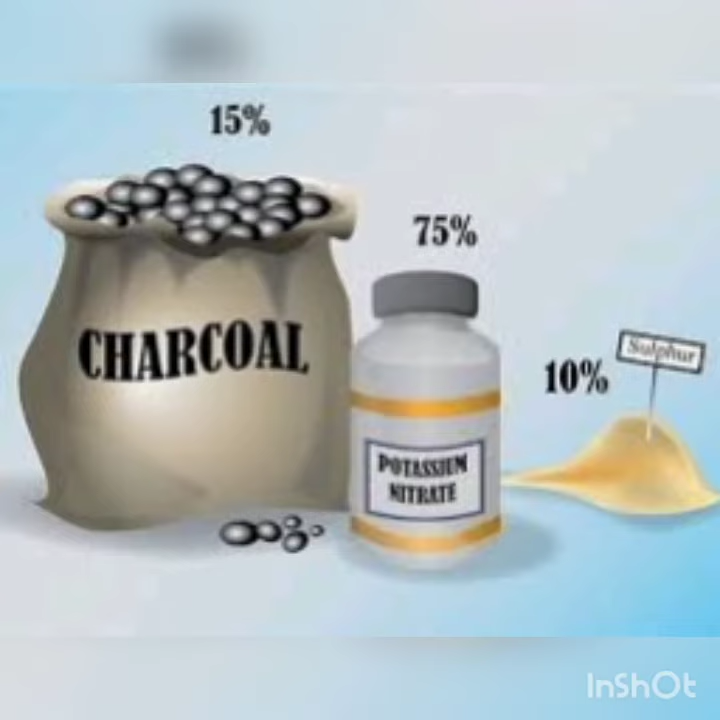 15%
75%
CHARCOAL
10%
Sulphur
POTASSIUM
NITRATE
InShOt